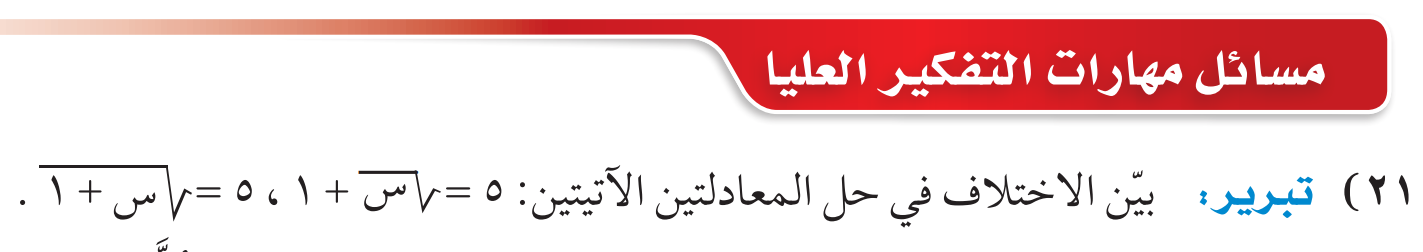 مسائل مهارات التفكير العليا
٢١) تبرير: بيّن الاختلاف في حل المعادلتين الآتيتين: ٥ = √س + ١ ، ٥ = √(س + ١) .